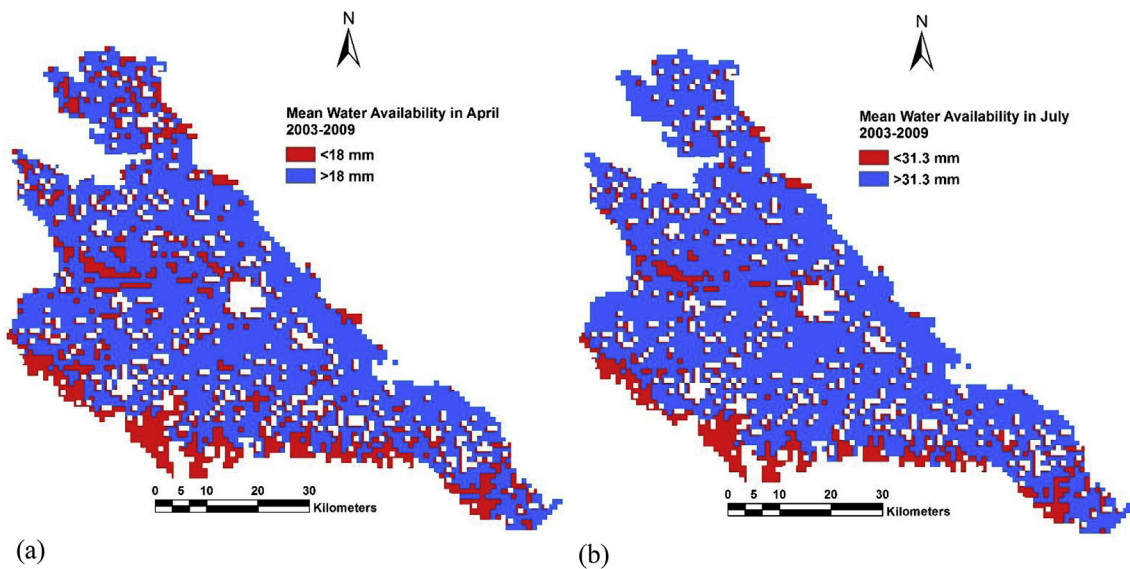 N
Mean Water Availability in April
2003-2009
<18 mm
>18 mm
0 5 10 20 30
Kilometers
(a)
N
Mean Water Availability in July
2003-2009
<31.3 mm
>31.3 mm
0 5 10 20 30
Kilometers
(b)